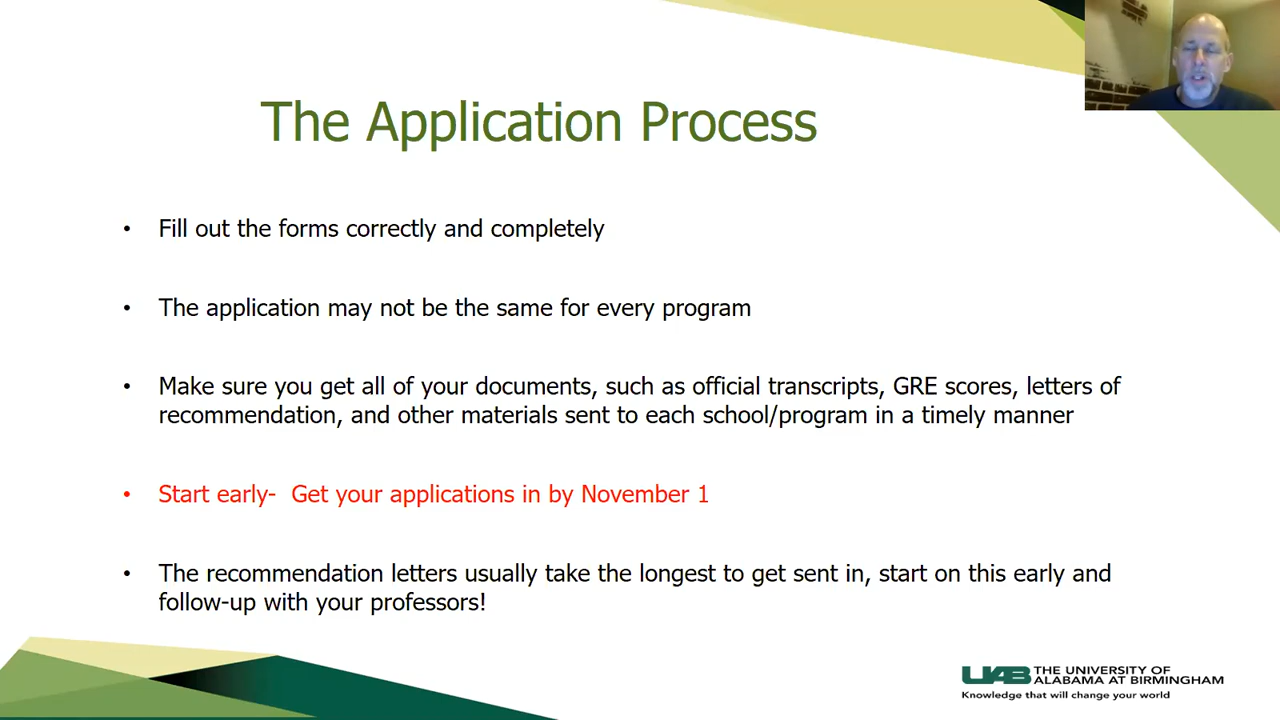 The Application Process
• Fill out the forms correctly and completely
• The application may not be the same for every program
• Make sure you get all of your documents, such as official transcripts, GRE scores, letters of
recommendation, and other materials sent to each school/program in a timely manner
• Start early-  Get your applications in by November 1
• The recommendation letters usually take the longest to get sent in, start on this early and
follow-up with your professors!
UAB THE UNIVERSITY OF
ALABAMA AT BIRMINGHAM
Knowledge that will change your world